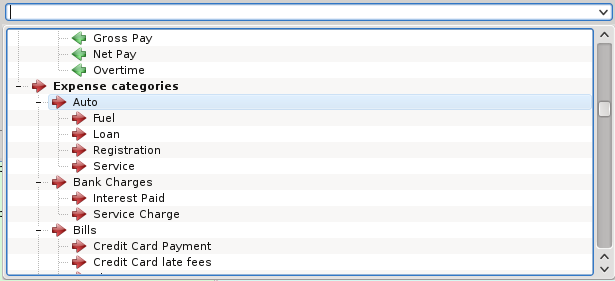 Gross Pay
Net Pay
Overtime
Expense categories
Auto
Fuel
Loan
Registration
Service
Bank Charges
Interest Paid
Service Charge
Bills
Credit Card Payment
Credit Card late fees